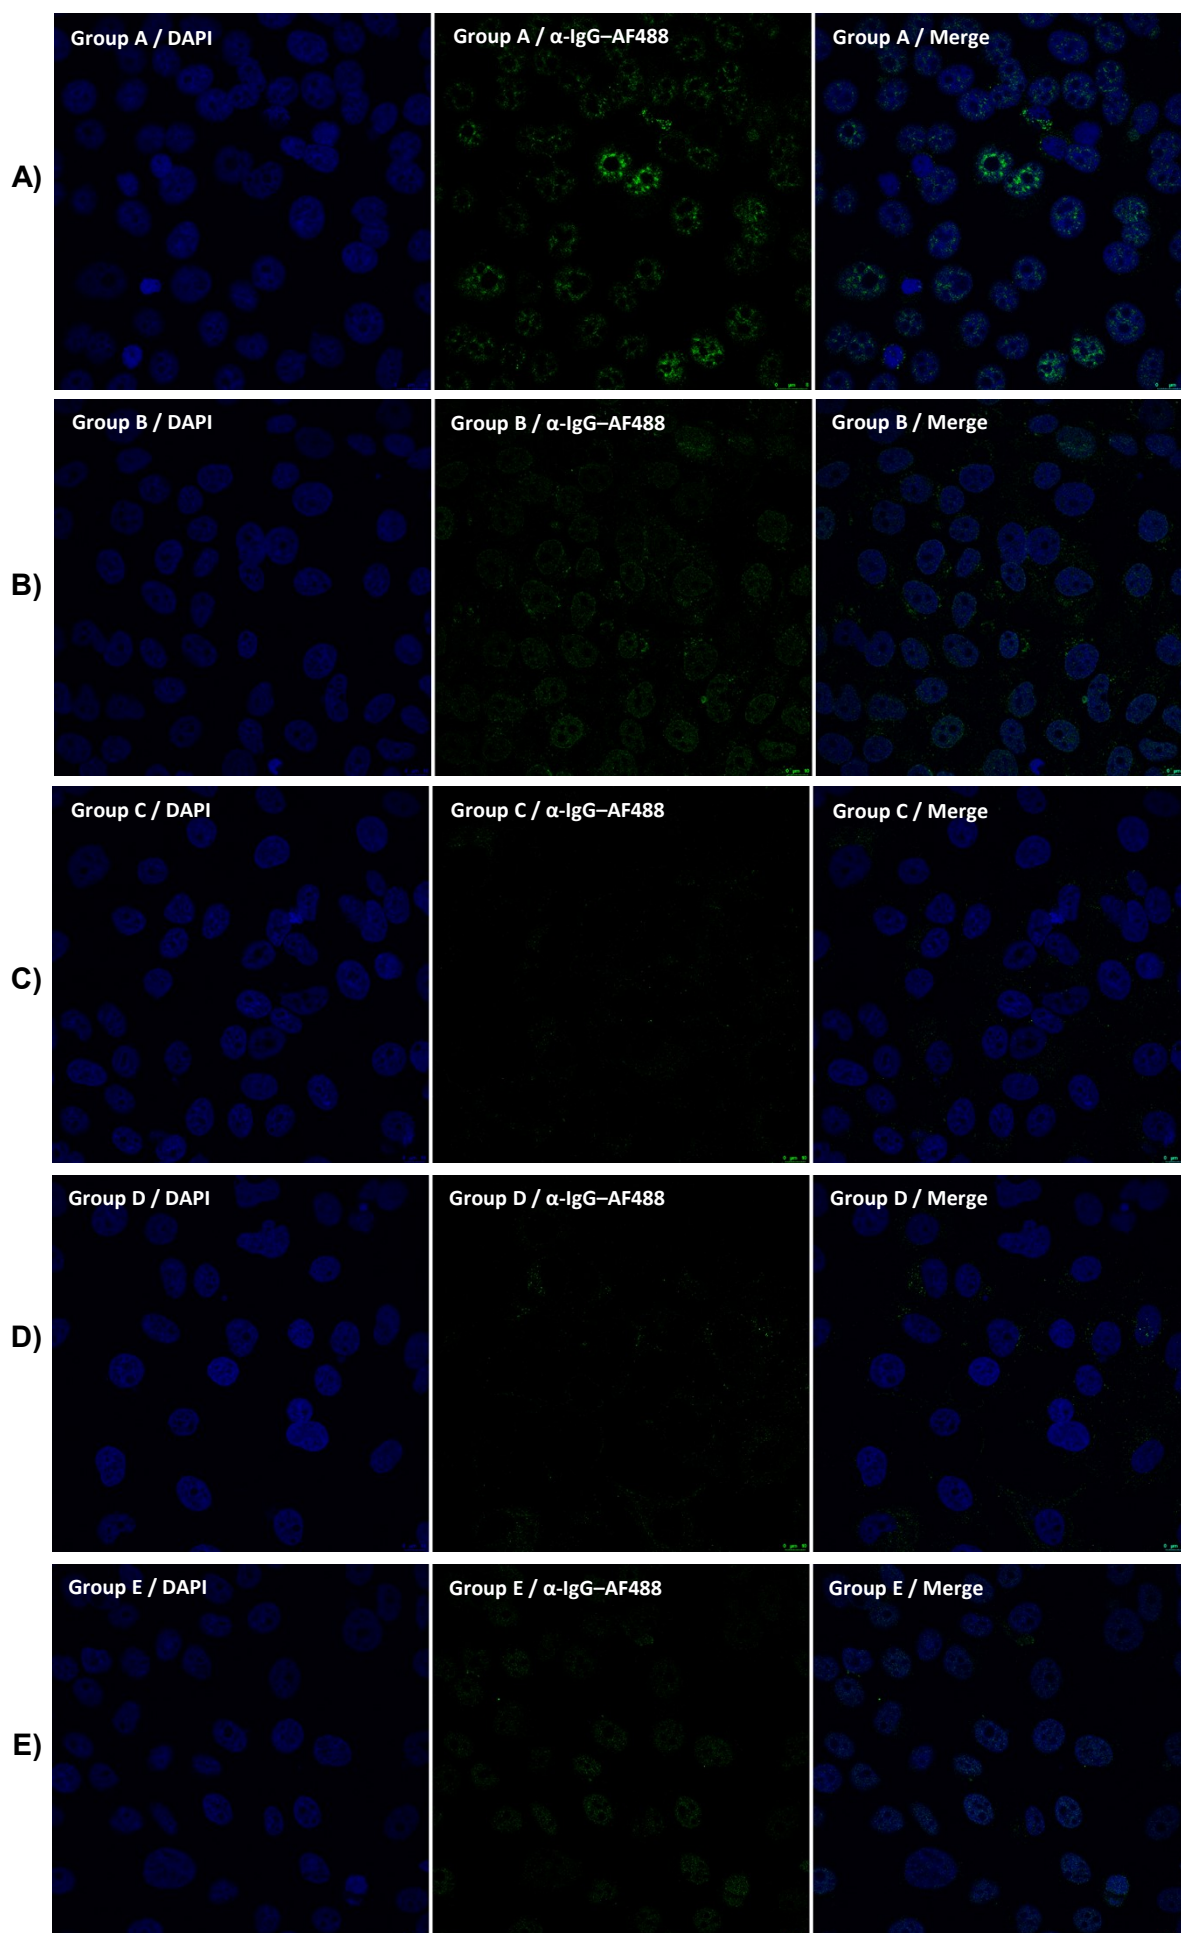 Group A / DAPI
Group A / α-IgG–AF488
Group A / Merge
A)
Group B / DAPI
Group B / α-IgG–AF488
Group B / Merge
B)
Group C / DAPI
Group C / α-IgG–AF488
Group C / Merge
C)
Group D / DAPI
Group D / α-IgG–AF488
Group D / Merge
D)
Group E / DAPI
Group E / α-IgG–AF488
Group E / Merge
E)